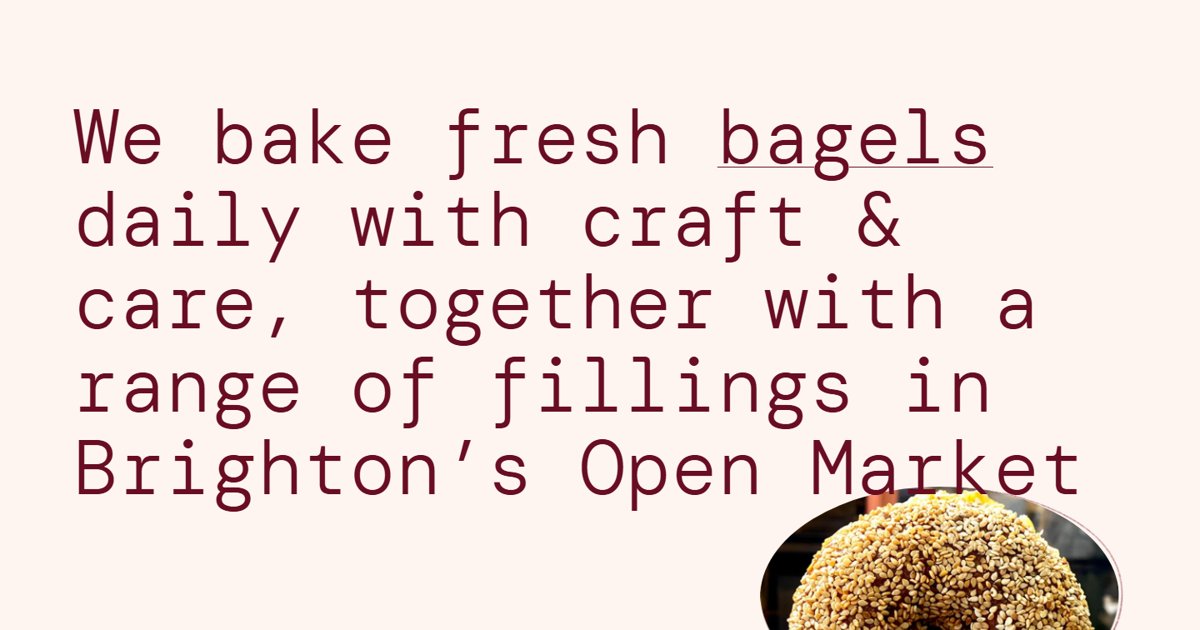 We bake fresh bagels
daily with craft &
care, together with a
range of fillings in
Brighton’s Open Market